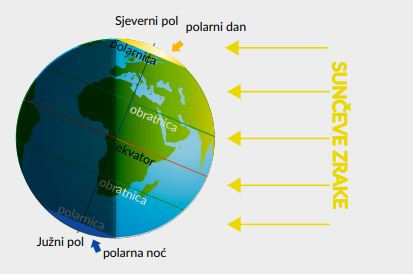 Sjeverni pol
polarni dan
polarnica
obratnica
ekvator
obratnica
polarnica
Južni pol
polarna noć
SUNČEVE ZRAKE